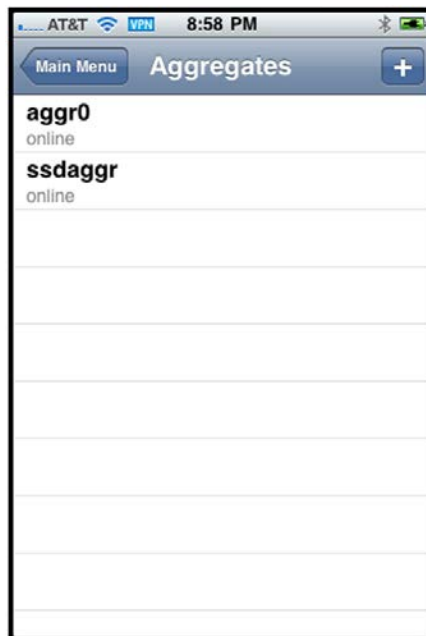 AT&T VPN 8:58 PM
Main Menu Aggregates +
aggr0
online
ssdaggr
online